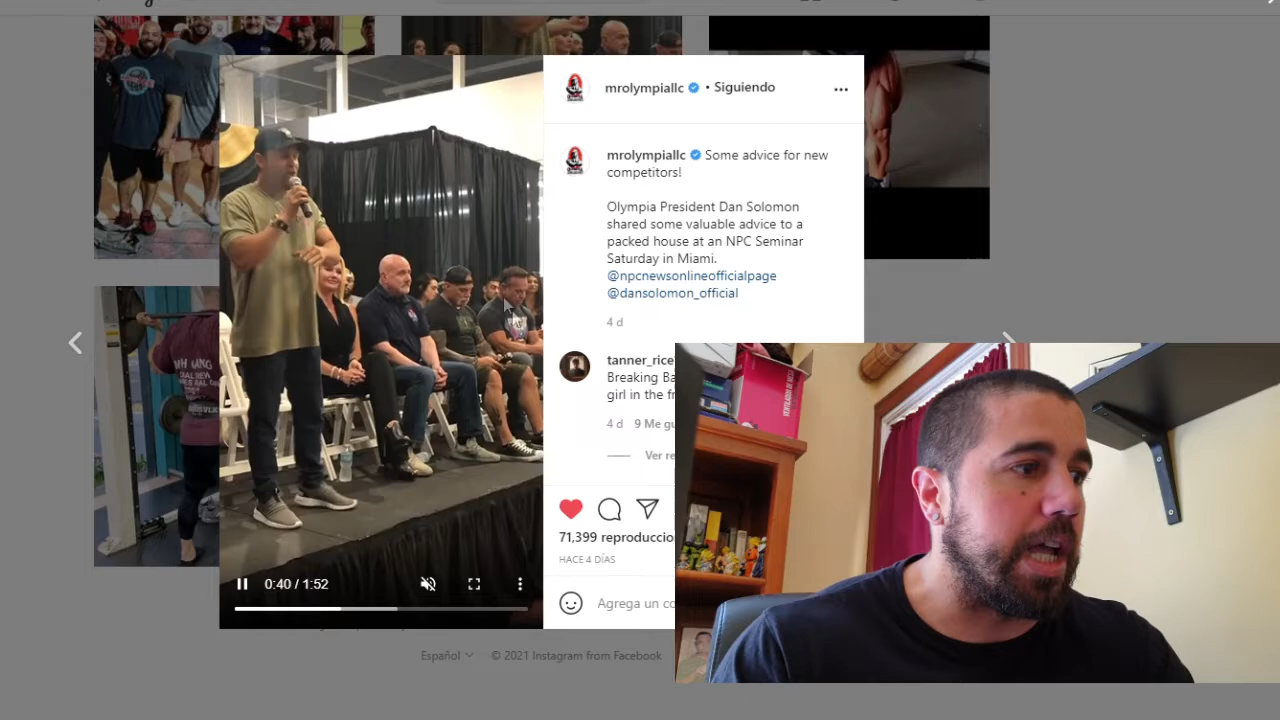 mrolympiallc • Siguiendo
mrolympiallc Some advice for new
competitors!
Olympia President Dan Solomon
shared some valuable advice to a
packed house at an NPC Seminar
Saturday in Miami.
@npcnewsonlineofficialpage
@dansolomon_official
4 d
tanner_rice
Breaking Ba
girl in the fr
4 d 9 Me gu
Ver re
71,399 reproduccio
HACE 4 DÍAS
Agrega un co
0:40 / 1:52
Español © 2021 Instagram from Facebook